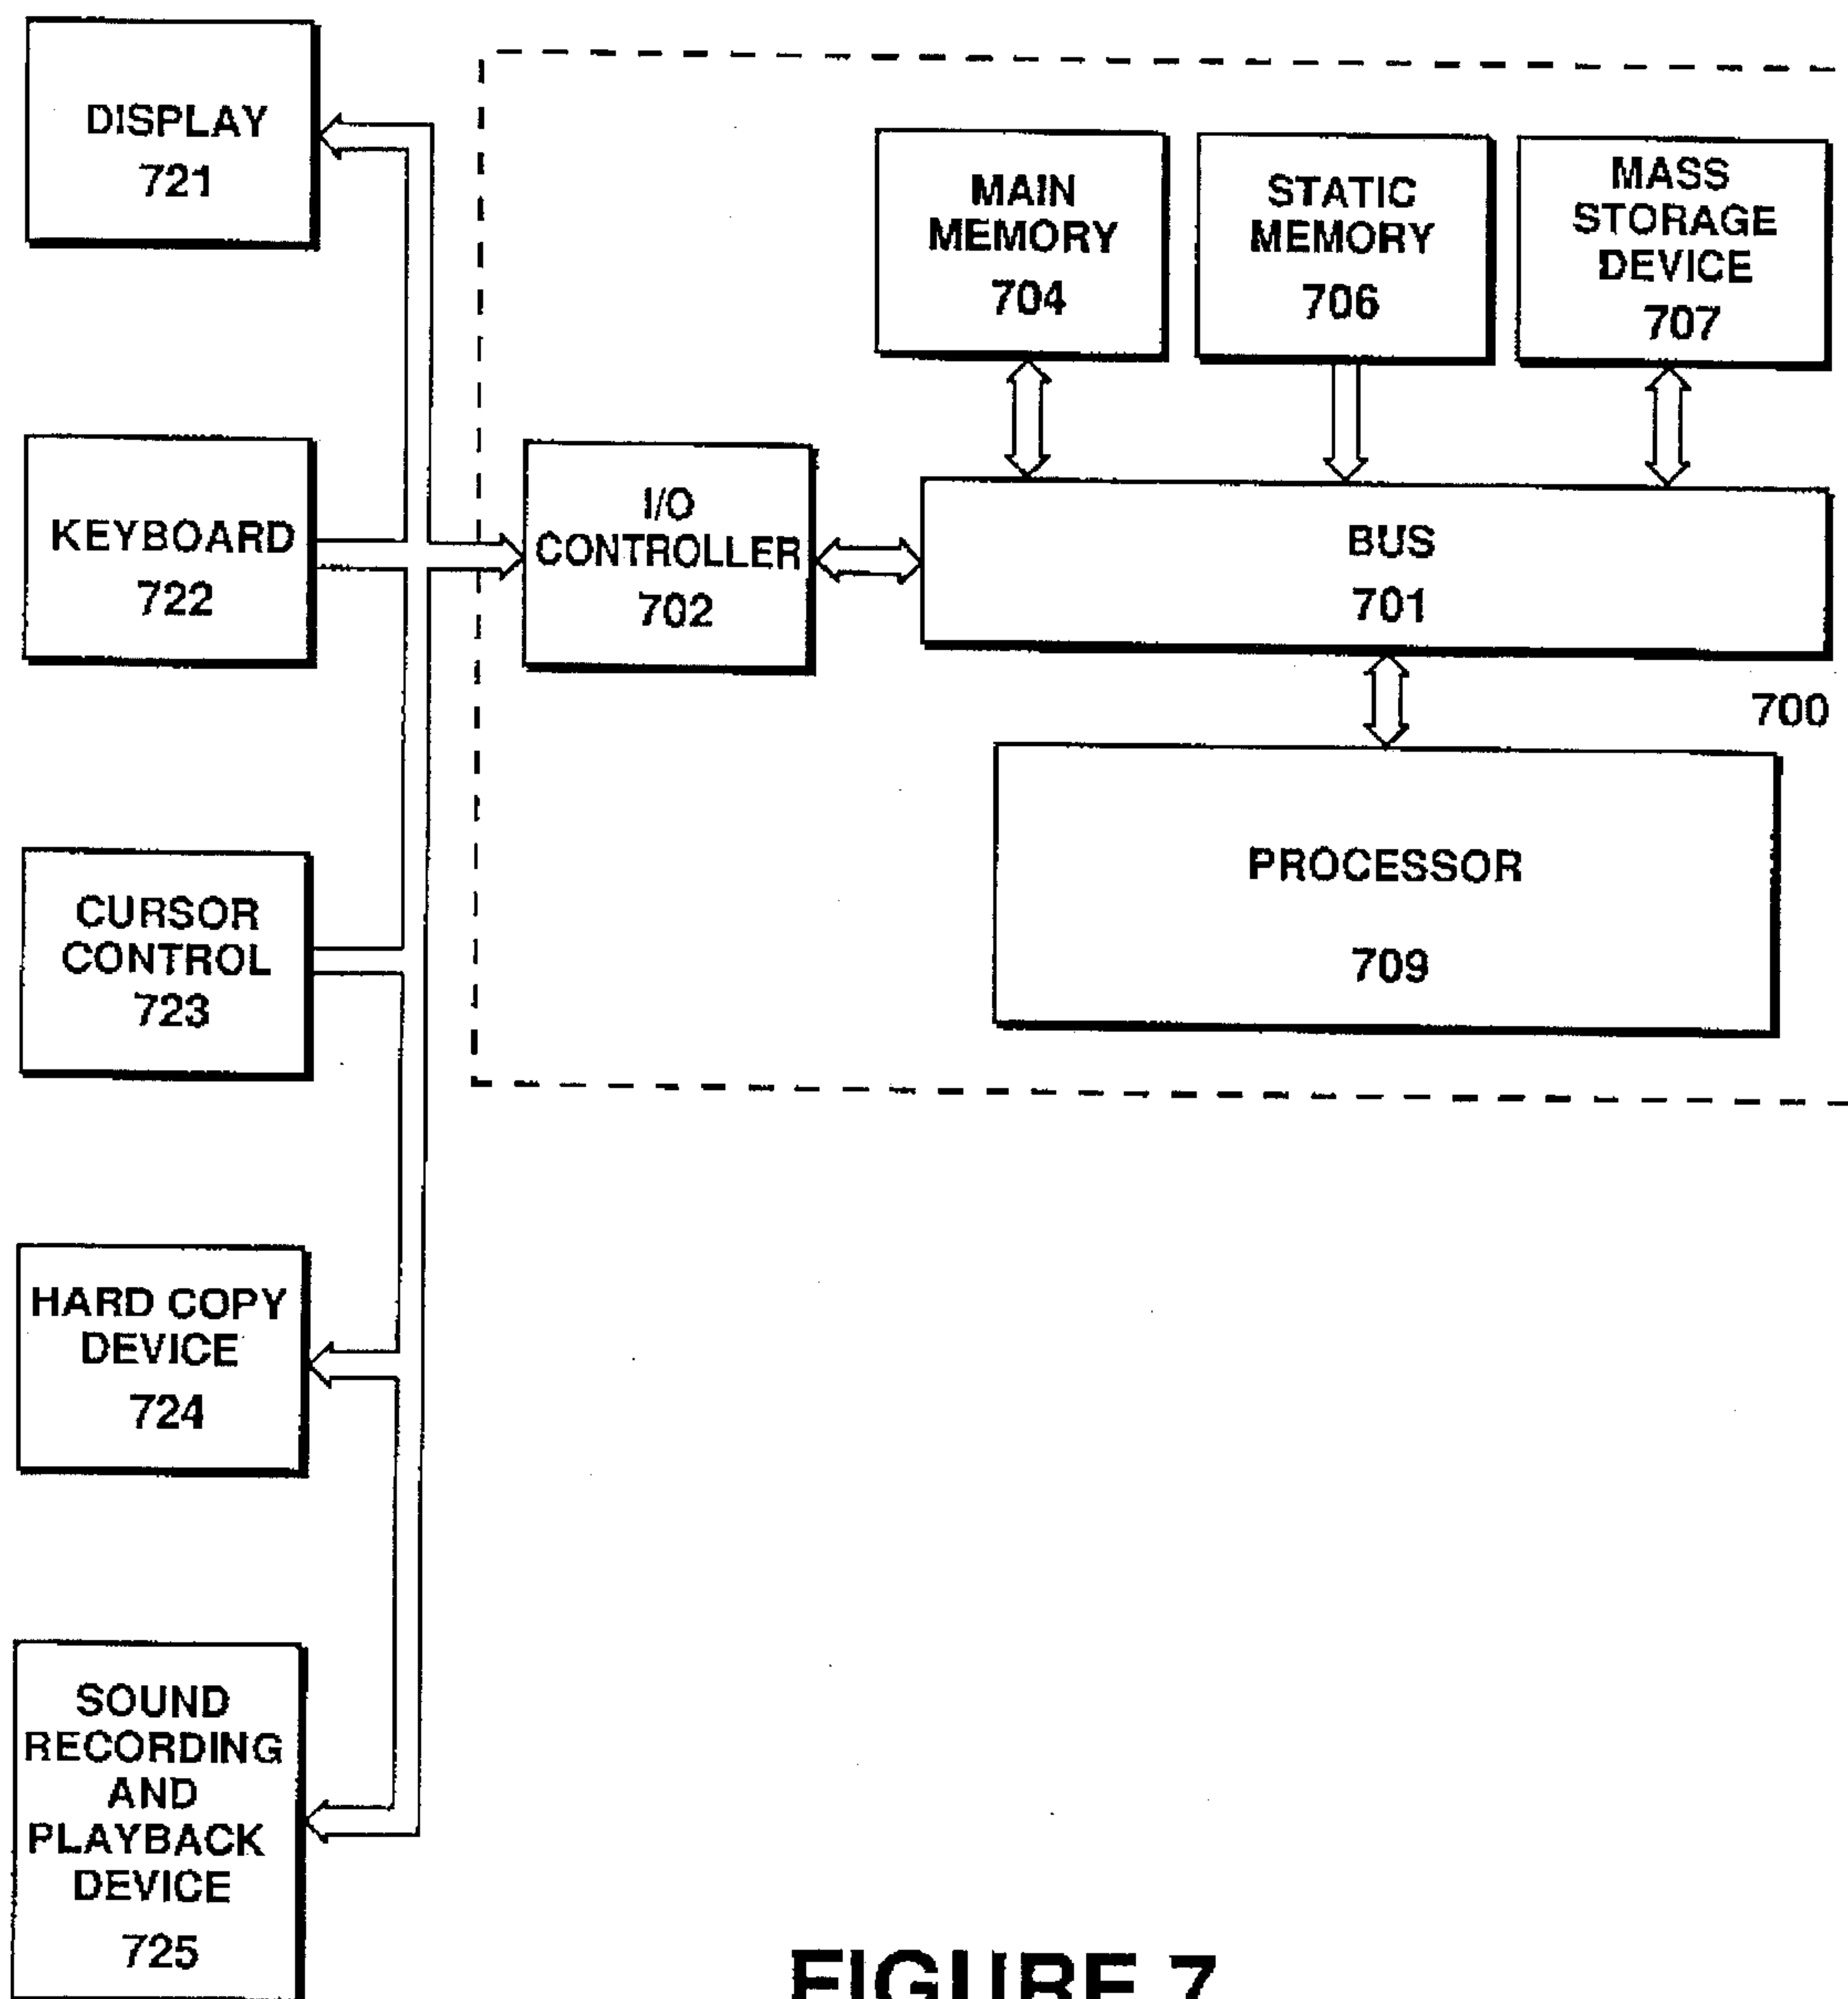 DISPLAY
721
KEYBOARD
722
CURSOR
CONTROL
723
HARD COPY
DEVICE
724
SOUND
RECORDING
AND
PLAYBACK
DEVICE
725
MAIN
MEMORY
704
STATIC
MEMORY
706
MASS
STORAGE
DEVICE
707
I/O
CONTROLLER
702
BUS
701
700
PROCESSOR
709
FIGURE 7